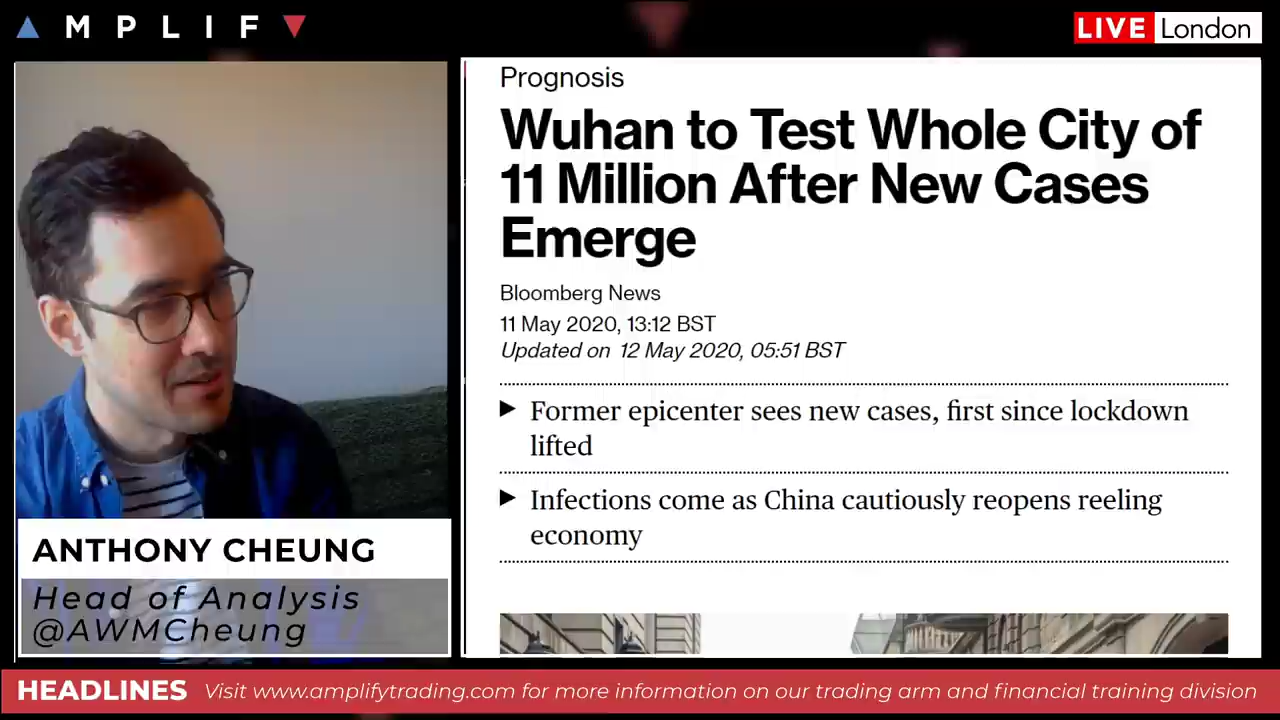 AMPLIFY
LIVE London
Prognosis
Wuhan to Test Whole City of
11 Million After New Cases
Emerge
Bloomberg News
11 May 2020, 13:12 BST
Updated on 12 May 2020, 05:51 BST
Former epicenter sees new cases, first since lockdown
lifted
Infections come as China cautiously reopens reeling
economy
ANTHONY CHEUNG
Head of Analysis
@AWMCheung
HEADLINES Visit www.amplifytrading.com for more information on our trading arm and financial training division